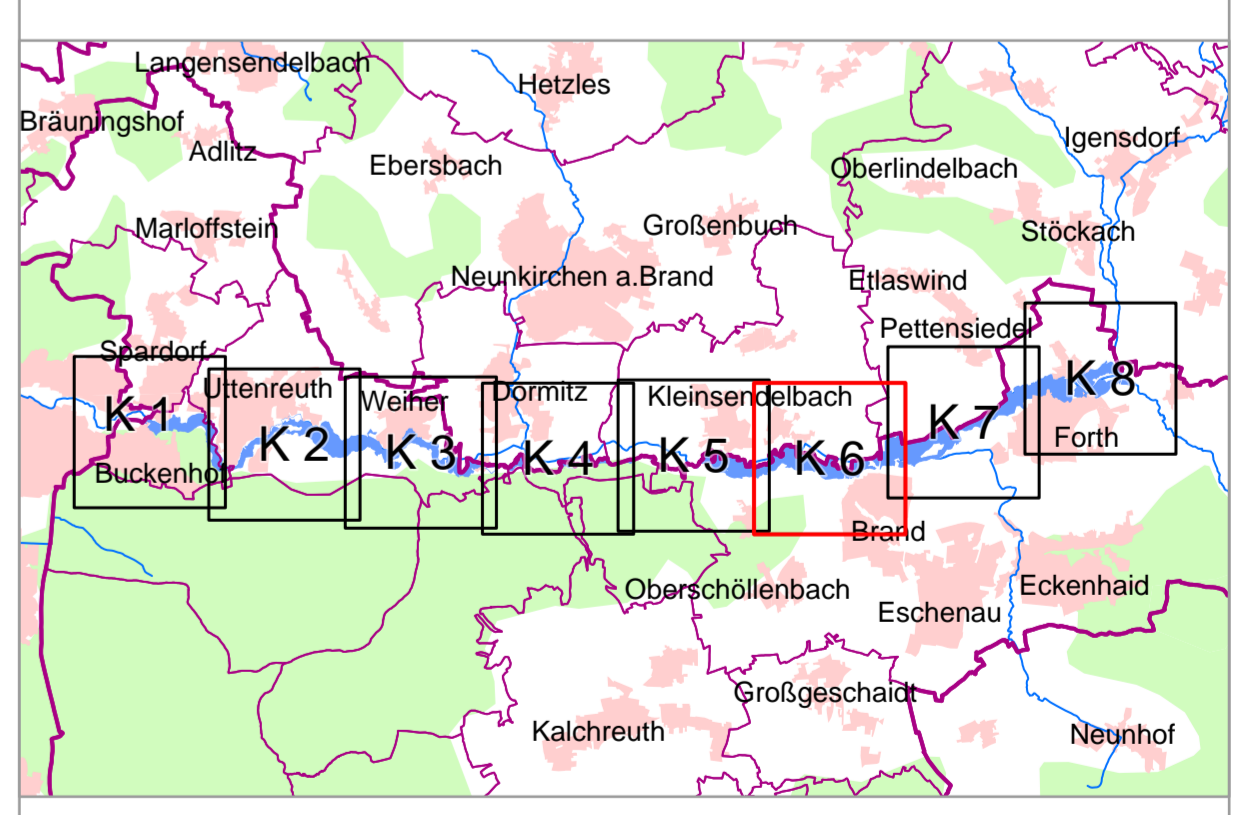 Langensendelbach
Hetzles
Bräuningshof
Adlitz
Igensdorf
Ebersbach
Oberlindelbach
Marloffstein
Großenbuch
Stöckach
Neunkirchen a.Brand
Etlaswind
Pettensiedel
Spardorf
Uttenreuth
Weiher
Dormitz
Kleinsendelbach
K 1
K 2
K 3
K 4
K 5
K 6
K 7
K 8
Forth
Buckenhof
Brand
Oberschöllenbach
Eckenhaid
Eschenau
Großgeschaidt
Kalchreuth
Neunhof